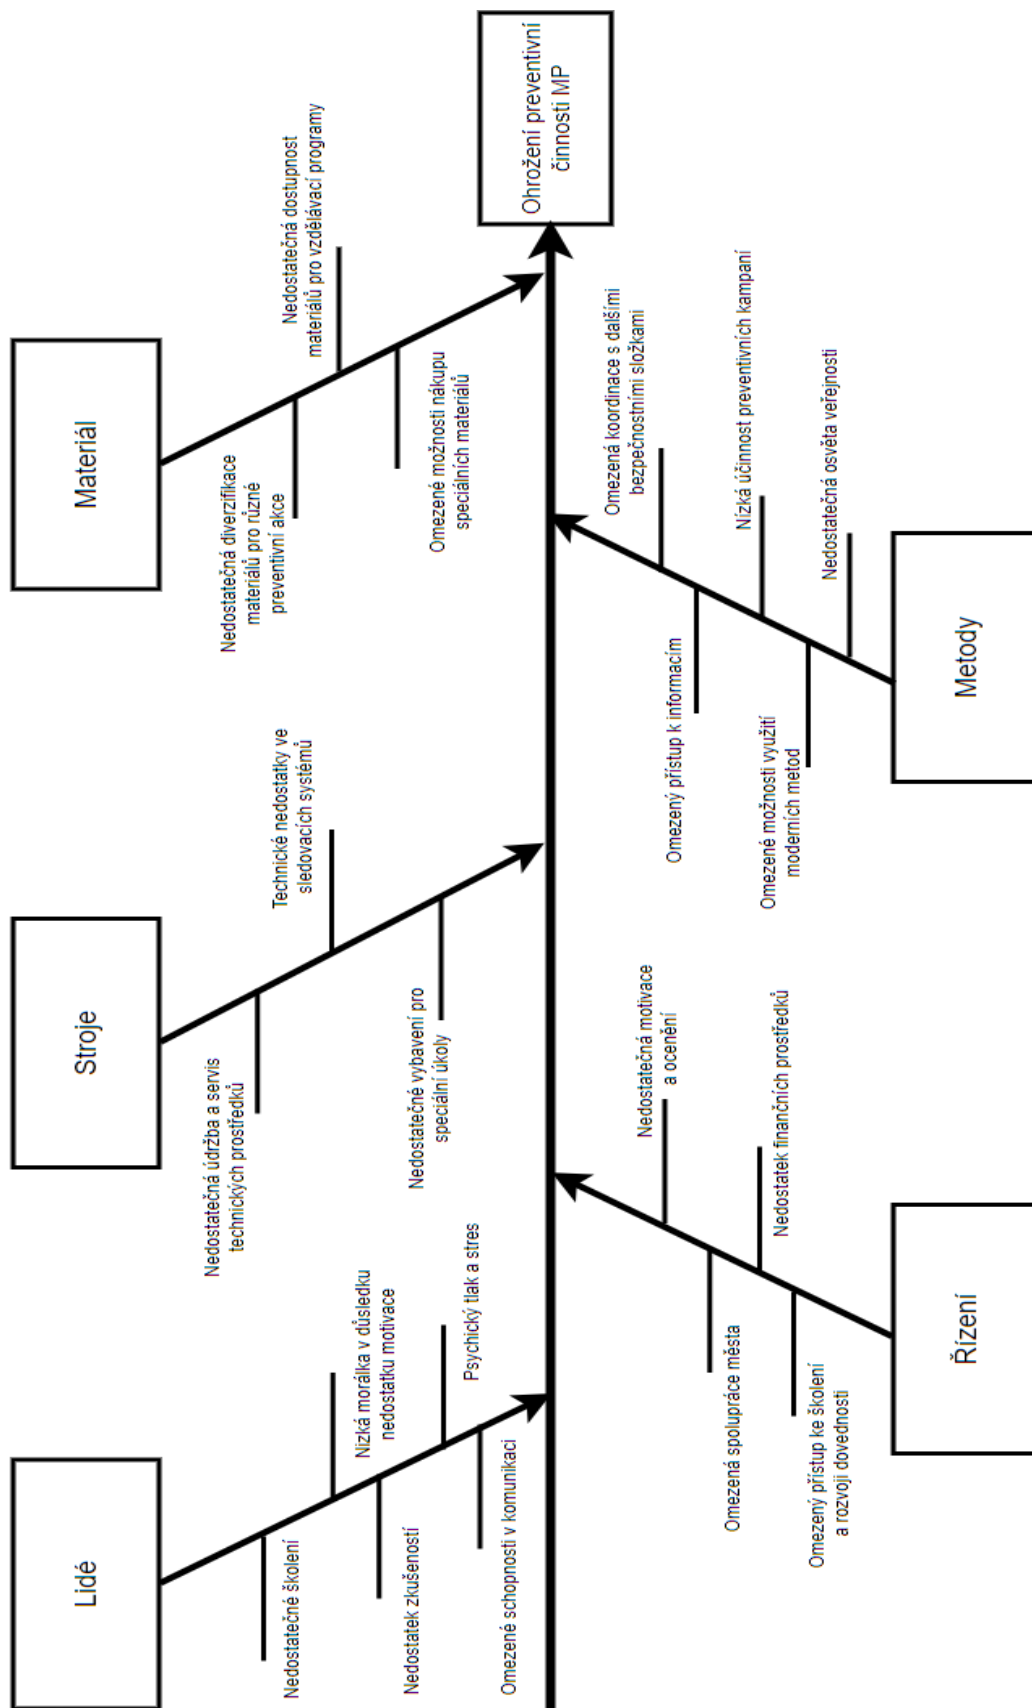 Lidé
Nedostatečné školení
Nízká morálka v důsledku
nedostatku motivace
Nedostatek zkušeností
Psychický tlak a stres
Omezené schopnosti v komunikaci
Stroje
Nedostatečná údržba a servis
technických prostředků
Technické nedostatky ve
sledovacích systémů
Nedostatečné vybavení pro
speciální úkoly
Materiál
Nedostatečná diverzifikace
materiálů pro různé
preventivní akce
Nedostatečná dostupnost
materiálů pro vzdělávací programy
Omezené možnosti nákupu
speciálních materiálů
Ohrožení preventivní
činnosti MP
Nedostatečná motivace
a ocenění
Omezená spolupráce města
Nedostatek finančních prostředků
Omezený přístup ke školení
a rozvoji dovednosti
Řízení
Omezená koordinace s dalšími
bezpečnostními složkami
Omezený přístup k informacím
Nízká účinnost preventivních kampaní
Omezené možnosti využití
moderních metod
Nedostatečná osvěta veřejnosti
Metody